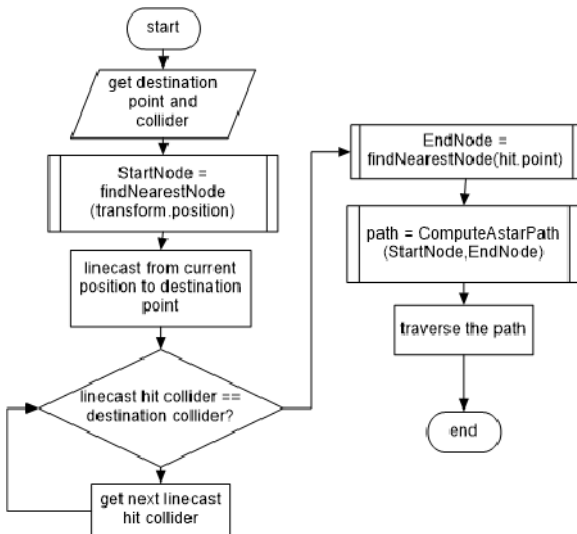 start
get destination
point and
collider
StartNode =
findNearestNode
(transform.position)
linecast from current
position to destination
point
linecast hit collider ==
destination collider?
get next linecast
hit collider
EndNode =
findNearestNode(hit.point)
path = ComputeAstarPath
(StartNode,EndNode)
traverse the path
end